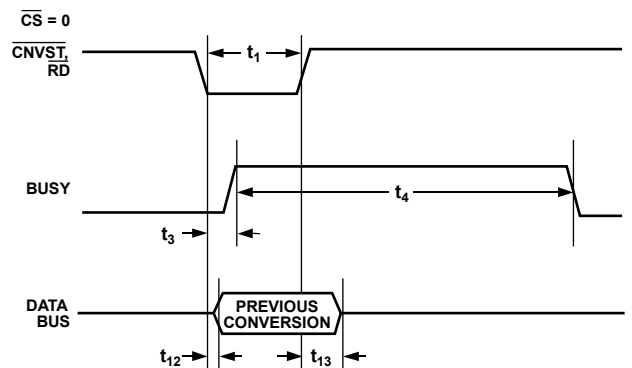 CS = 0
CNVST,
RD
t1
BUSY
t4
t3
DATA
BUS
PREVIOUS
CONVERSION
t12
t13